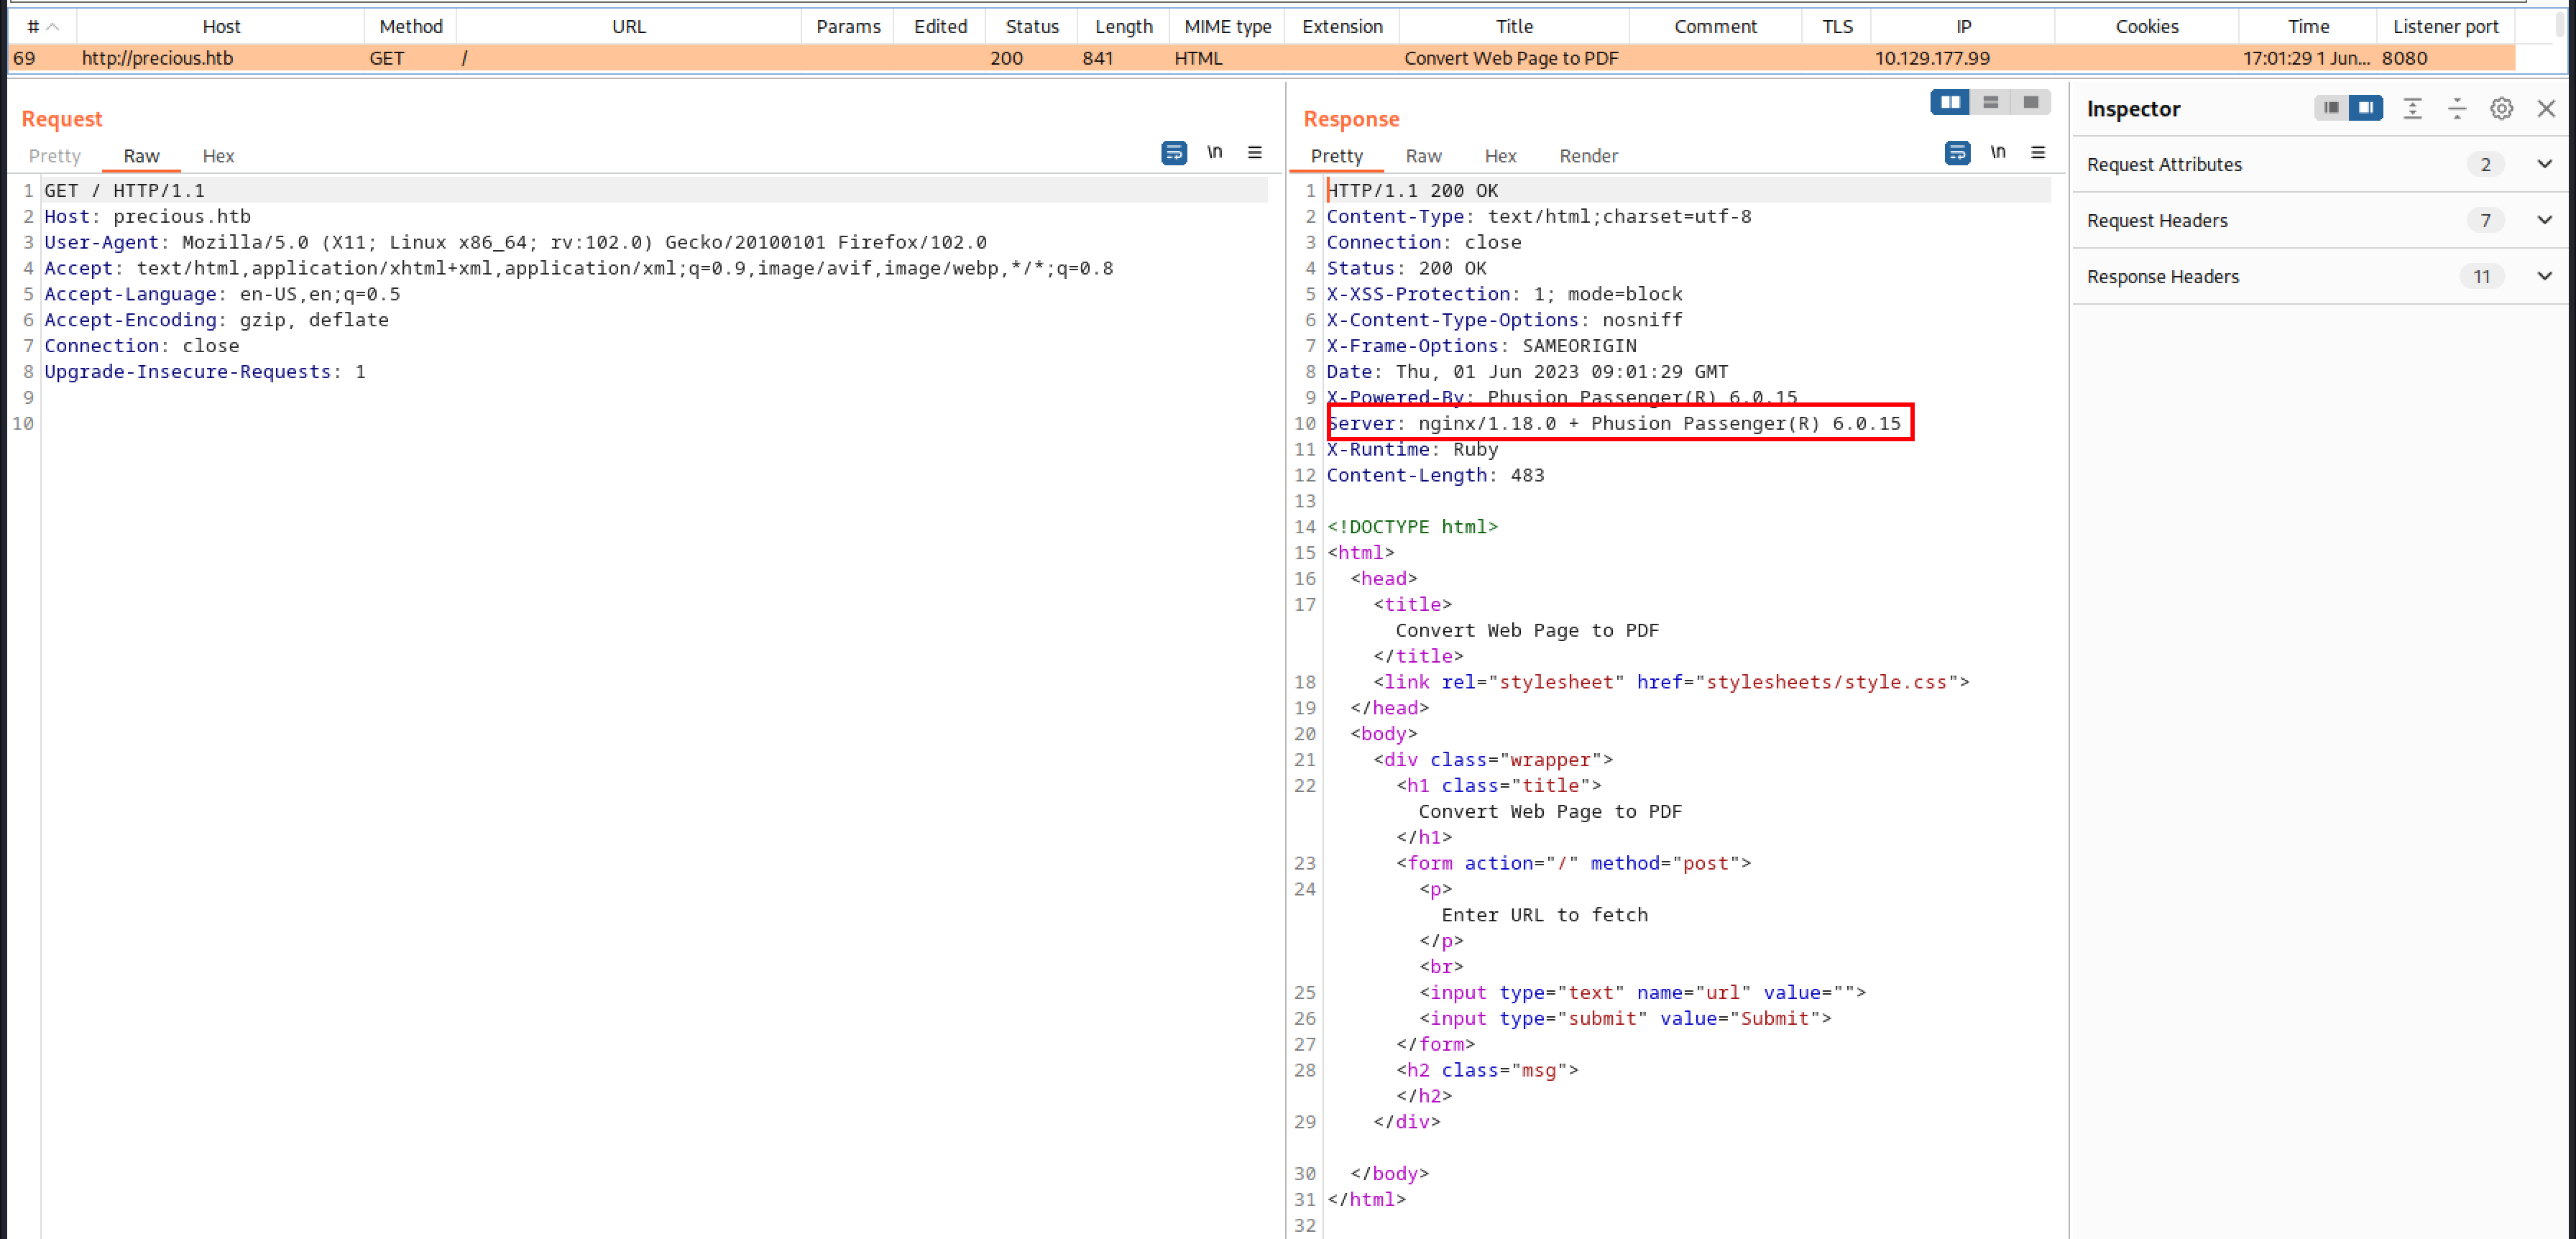 # Host Method URL Params Edited Status Length MIME type Extension Title Comment TLS IP Cookies Time Listener port
69 http://precious.htb GET / 200 841 HTML Convert Web Page to PDF 10.129.177.99 17:01:29 1 Jun... 8080
Request
Pretty Raw Hex
\n
1 GET / HTTP/1.1
2 Host: precious.htb
3 User-Agent: Mozilla/5.0 (X11; Linux x86_64; rv:102.0) Gecko/20100101 Firefox/102.0
4 Accept: text/html,application/xhtml+xml,application/xml;q=0.9,image/avif,image/webp,*/*;q=0.8
5 Accept-Language: en-US,en;q=0.5
6 Accept-Encoding: gzip, deflate
7 Connection: close
8 Upgrade-Insecure-Requests: 1
9
10
Response
Pretty Raw Hex Render
\n
1 HTTP/1.1 200 OK
2 Content-Type: text/html;charset=utf-8
3 Connection: close
4 Status: 200 OK
5 X-XSS-Protection: 1; mode=block
6 X-Content-Type-Options: nosniff
7 X-Frame-Options: SAMEORIGIN
8 Date: Thu, 01 Jun 2023 09:01:29 GMT
9 X-Powered-By: Phusion Passenger(R) 6.0.15
10 Server: nginx/1.18.0 + Phusion Passenger(R) 6.0.15
11 X-Runtime: Ruby
12 Content-Length: 483
13
14 <!DOCTYPE html>
15 <html>
16 <head>
17 <title>
Convert Web Page to PDF
</title>
18 <link rel="stylesheet" href="stylesheets/style.css">
19 </head>
20 <body>
21 <div class="wrapper">
22 <h1 class="title">
Convert Web Page to PDF
</h1>
23 <form action="/" method="post">
24 <p>
Enter URL to fetch
</p>
<br>
25 <input type="text" name="url" value="">
26 <input type="submit" value="Submit">
27 </form>
28 <h2 class="msg">
</h2>
29 </div>
30 </body>
31 </html>
32
Inspector
Request Attributes 2
Request Headers 7
Response Headers 11